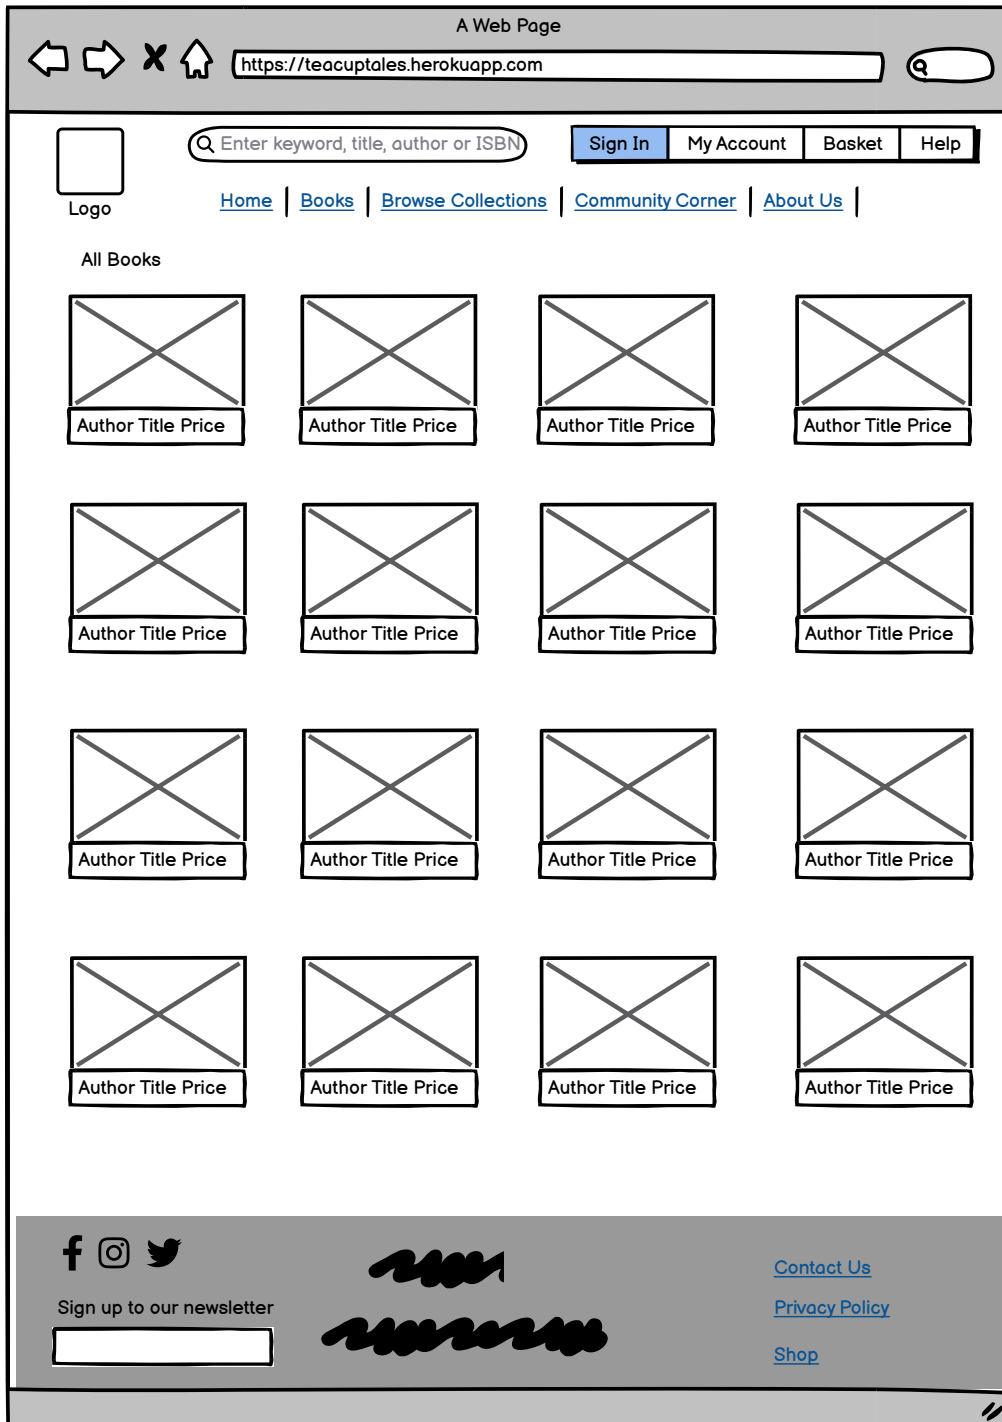 A Web Page
https://teacuptales.herokuapp.com
Enter keyword, title, author or ISBN
Sign In My Account Basket Help
Logo
Home Books Browse Collections Community Corner About Us
All Books
Author Title Price Author Title Price Author Title Price Author Title Price
Author Title Price Author Title Price Author Title Price Author Title Price
Author Title Price Author Title Price Author Title Price Author Title Price
Author Title Price Author Title Price Author Title Price Author Title Price
Sign up to our newsletter
Contact Us
Privacy Policy
Shop